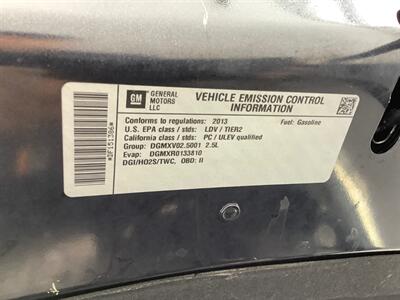 GM
GENERAL MOTORS LLC
VEHICLE EMISSION CONTROL INFORMATION
Conforms to regulations: 2013 Fuel: Gasoline
U.S. EPA class / stds: LDV / TIER2
California class / stds: PC / ULEV qualified
Group: DGMXV02.5001 2.5L
Evap: DGMXR0133810
DGI/HO2S/TWC, OBD: II